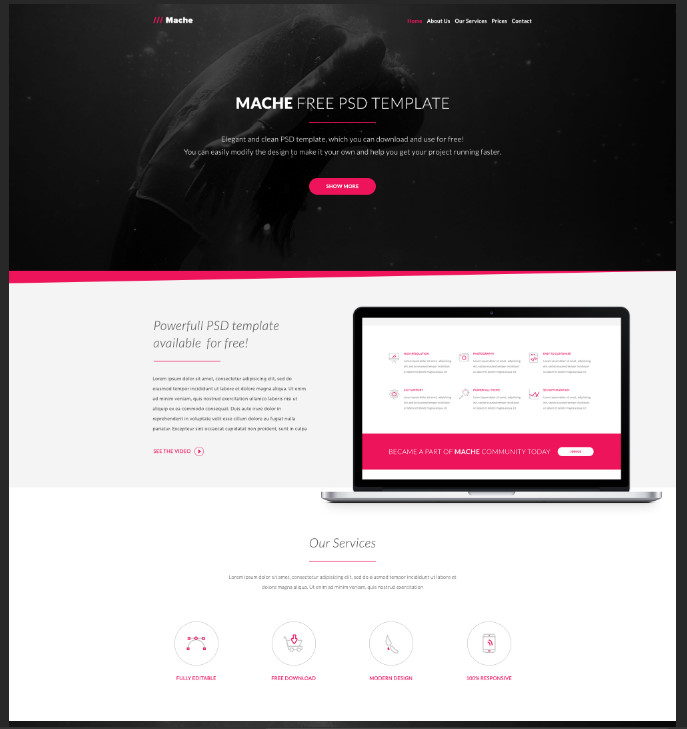 /// Mache
Home About Us Our Services Prices Contact
MACHE FREE PSD TEMPLATE
Elegant and clean PSD template, which you can download and use for free!
You can easily modify the design to make it your own and help you get your project running faster.
SHOW MORE
Powerfull PSD template
available for free!
Lorem ipsum dolor sit amet, consectetur adipiscing elit, sed do
eiusmod tempor incididunt ut labore et dolore magna aliqua. Ut enim
ad minim veniam, quis nostrud exercitation ullamco laboris nisi ut
aliquip ex ea commodo consequat. Duis aute irure dolor in
reprehenderit in voluptate velit esse cillum dolore eu fugiat nulla
pariatur. Excepteur sint occaecat cupidatat non proident, sunt in culpa
SEE THE VIDEO
PHOTOGRAPHY
BECAME A PART OF MACHE COMMUNITY TODAY
Our Services
Lorem ipsum dolor sit amet, consectetur adipisicing elit, sed do eiusmod tempor incididunt ut labore et
dolore magna aliqua. Ut enim ad minim veniam, quis nostrud exercitation
FULLY EDITABLE
FREE DOWNLOAD
MODERN DESIGN
100% RESPONSIVE